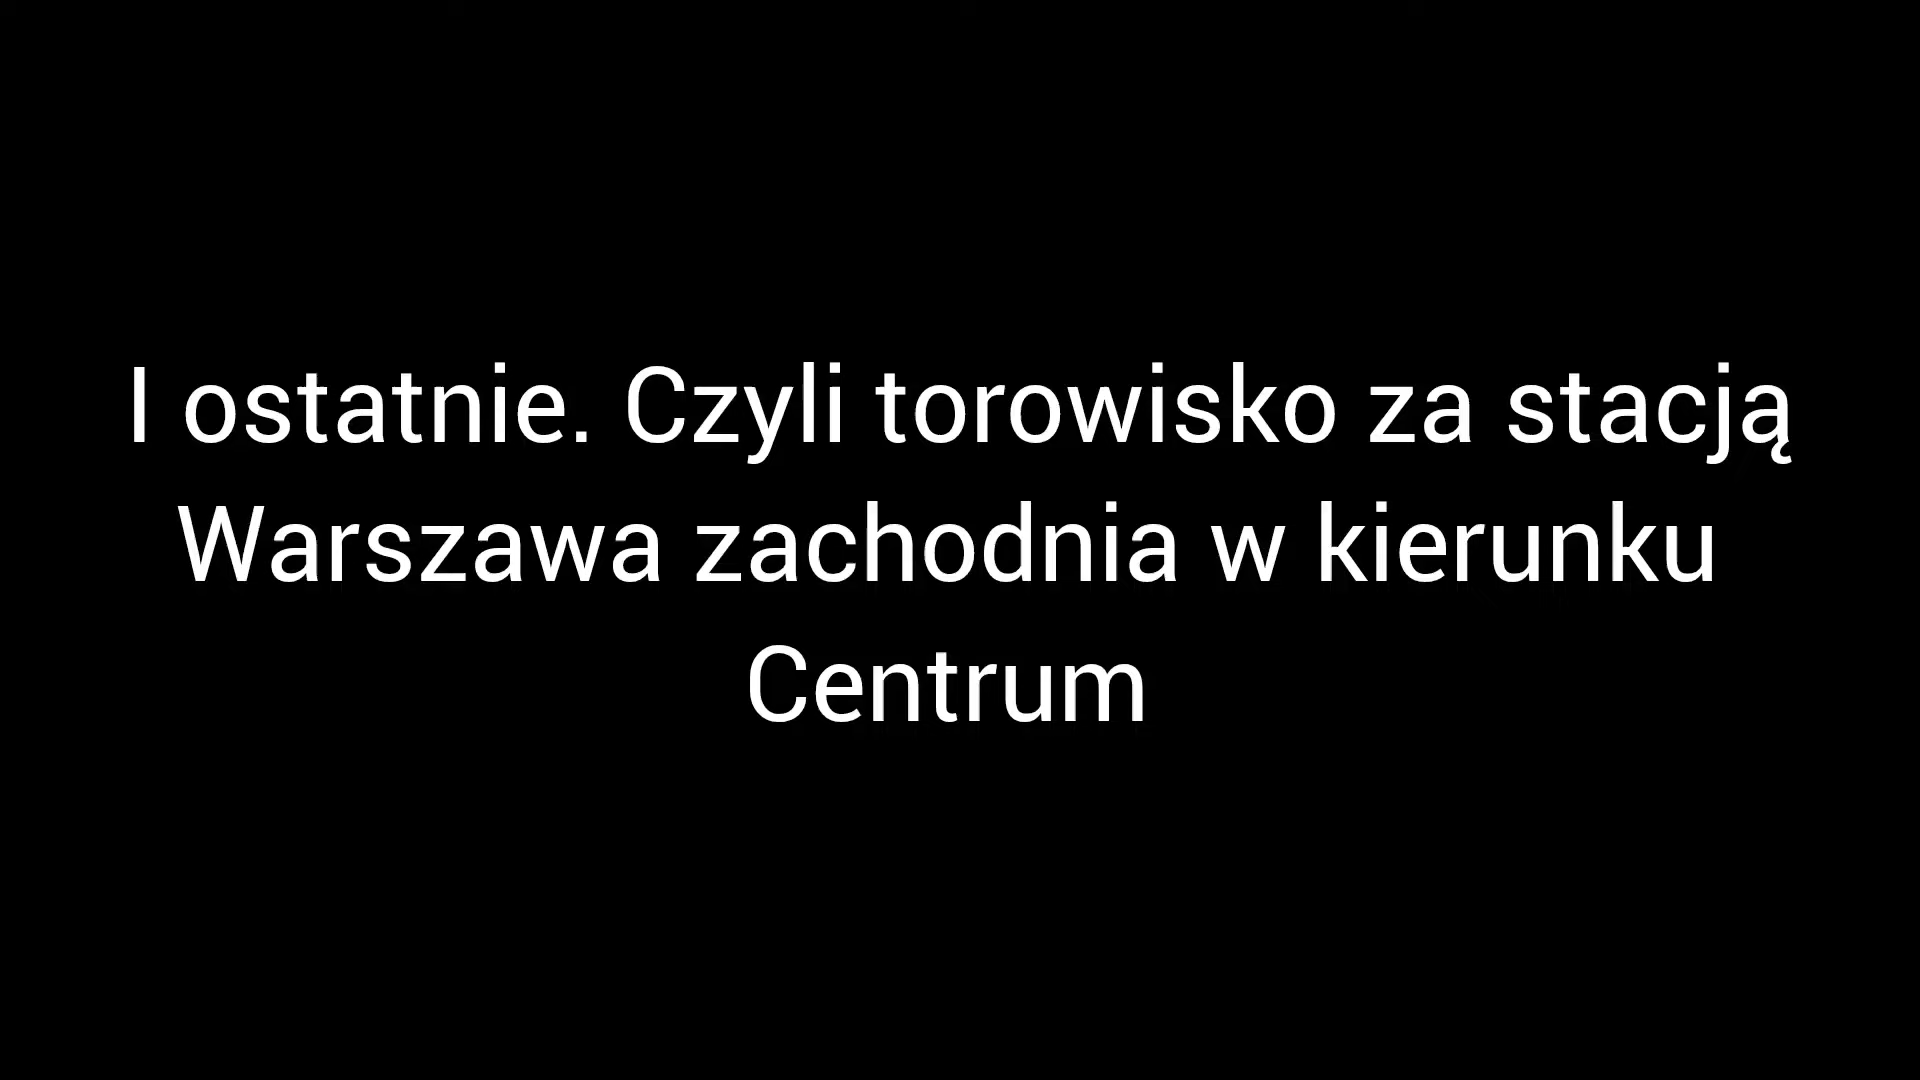 I ostatnie. Czyli torowisko za stacją
Warszawa zachodnia w kierunku
Centrum